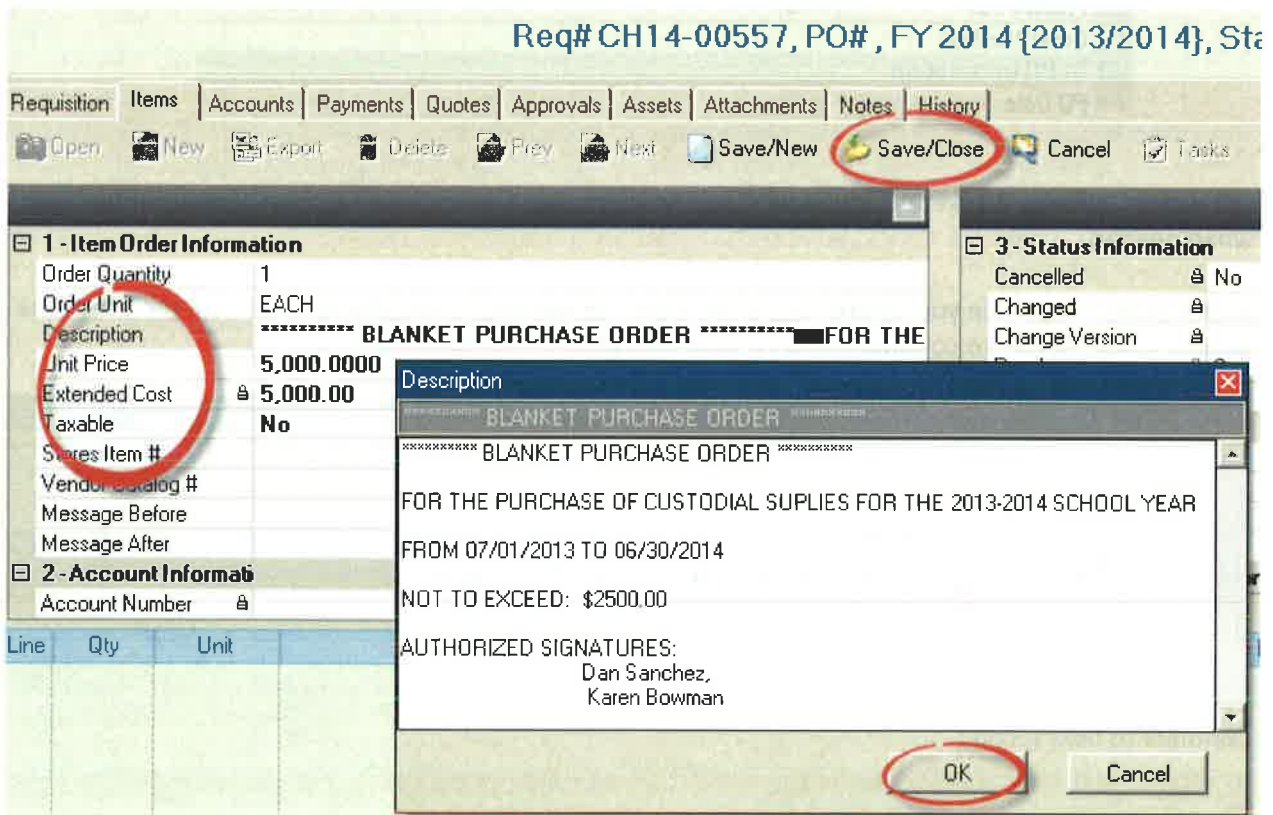 Req# CH14-00557, PO# , FY 2014 {2013/2014}, Sta
Requisition Items Accounts Payments Quotes Approvals Assets Attachments Notes History
Open New Export Delete Prev Next Save/New Save/Close Cancel Tasks
1 - Item Order Information
Order Quantity 1
Order Unit EACH
Description ********** BLANKET PURCHASE ORDER ********** FOR THE
Unit Price 5,000.0000
Extended Cost 5,000.00
Taxable No
Stores Item #
Vendor Catalog #
Message Before
Message After
2 - Account Informati
Account Number
3 - Status Information
Cancelled No
Changed
Change Version
Line Qty Unit
Description
********** BLANKET PURCHASE ORDER **********
********** BLANKET PURCHASE ORDER **********
FOR THE PURCHASE OF CUSTODIAL SUPLIES FOR THE 2013-2014 SCHOOL YEAR
FROM 07/01/2013 TO 06/30/2014
NOT TO EXCEED: $2500.00
AUTHORIZED SIGNATURES:
Dan Sanchez,
Karen Bowman
OK Cancel